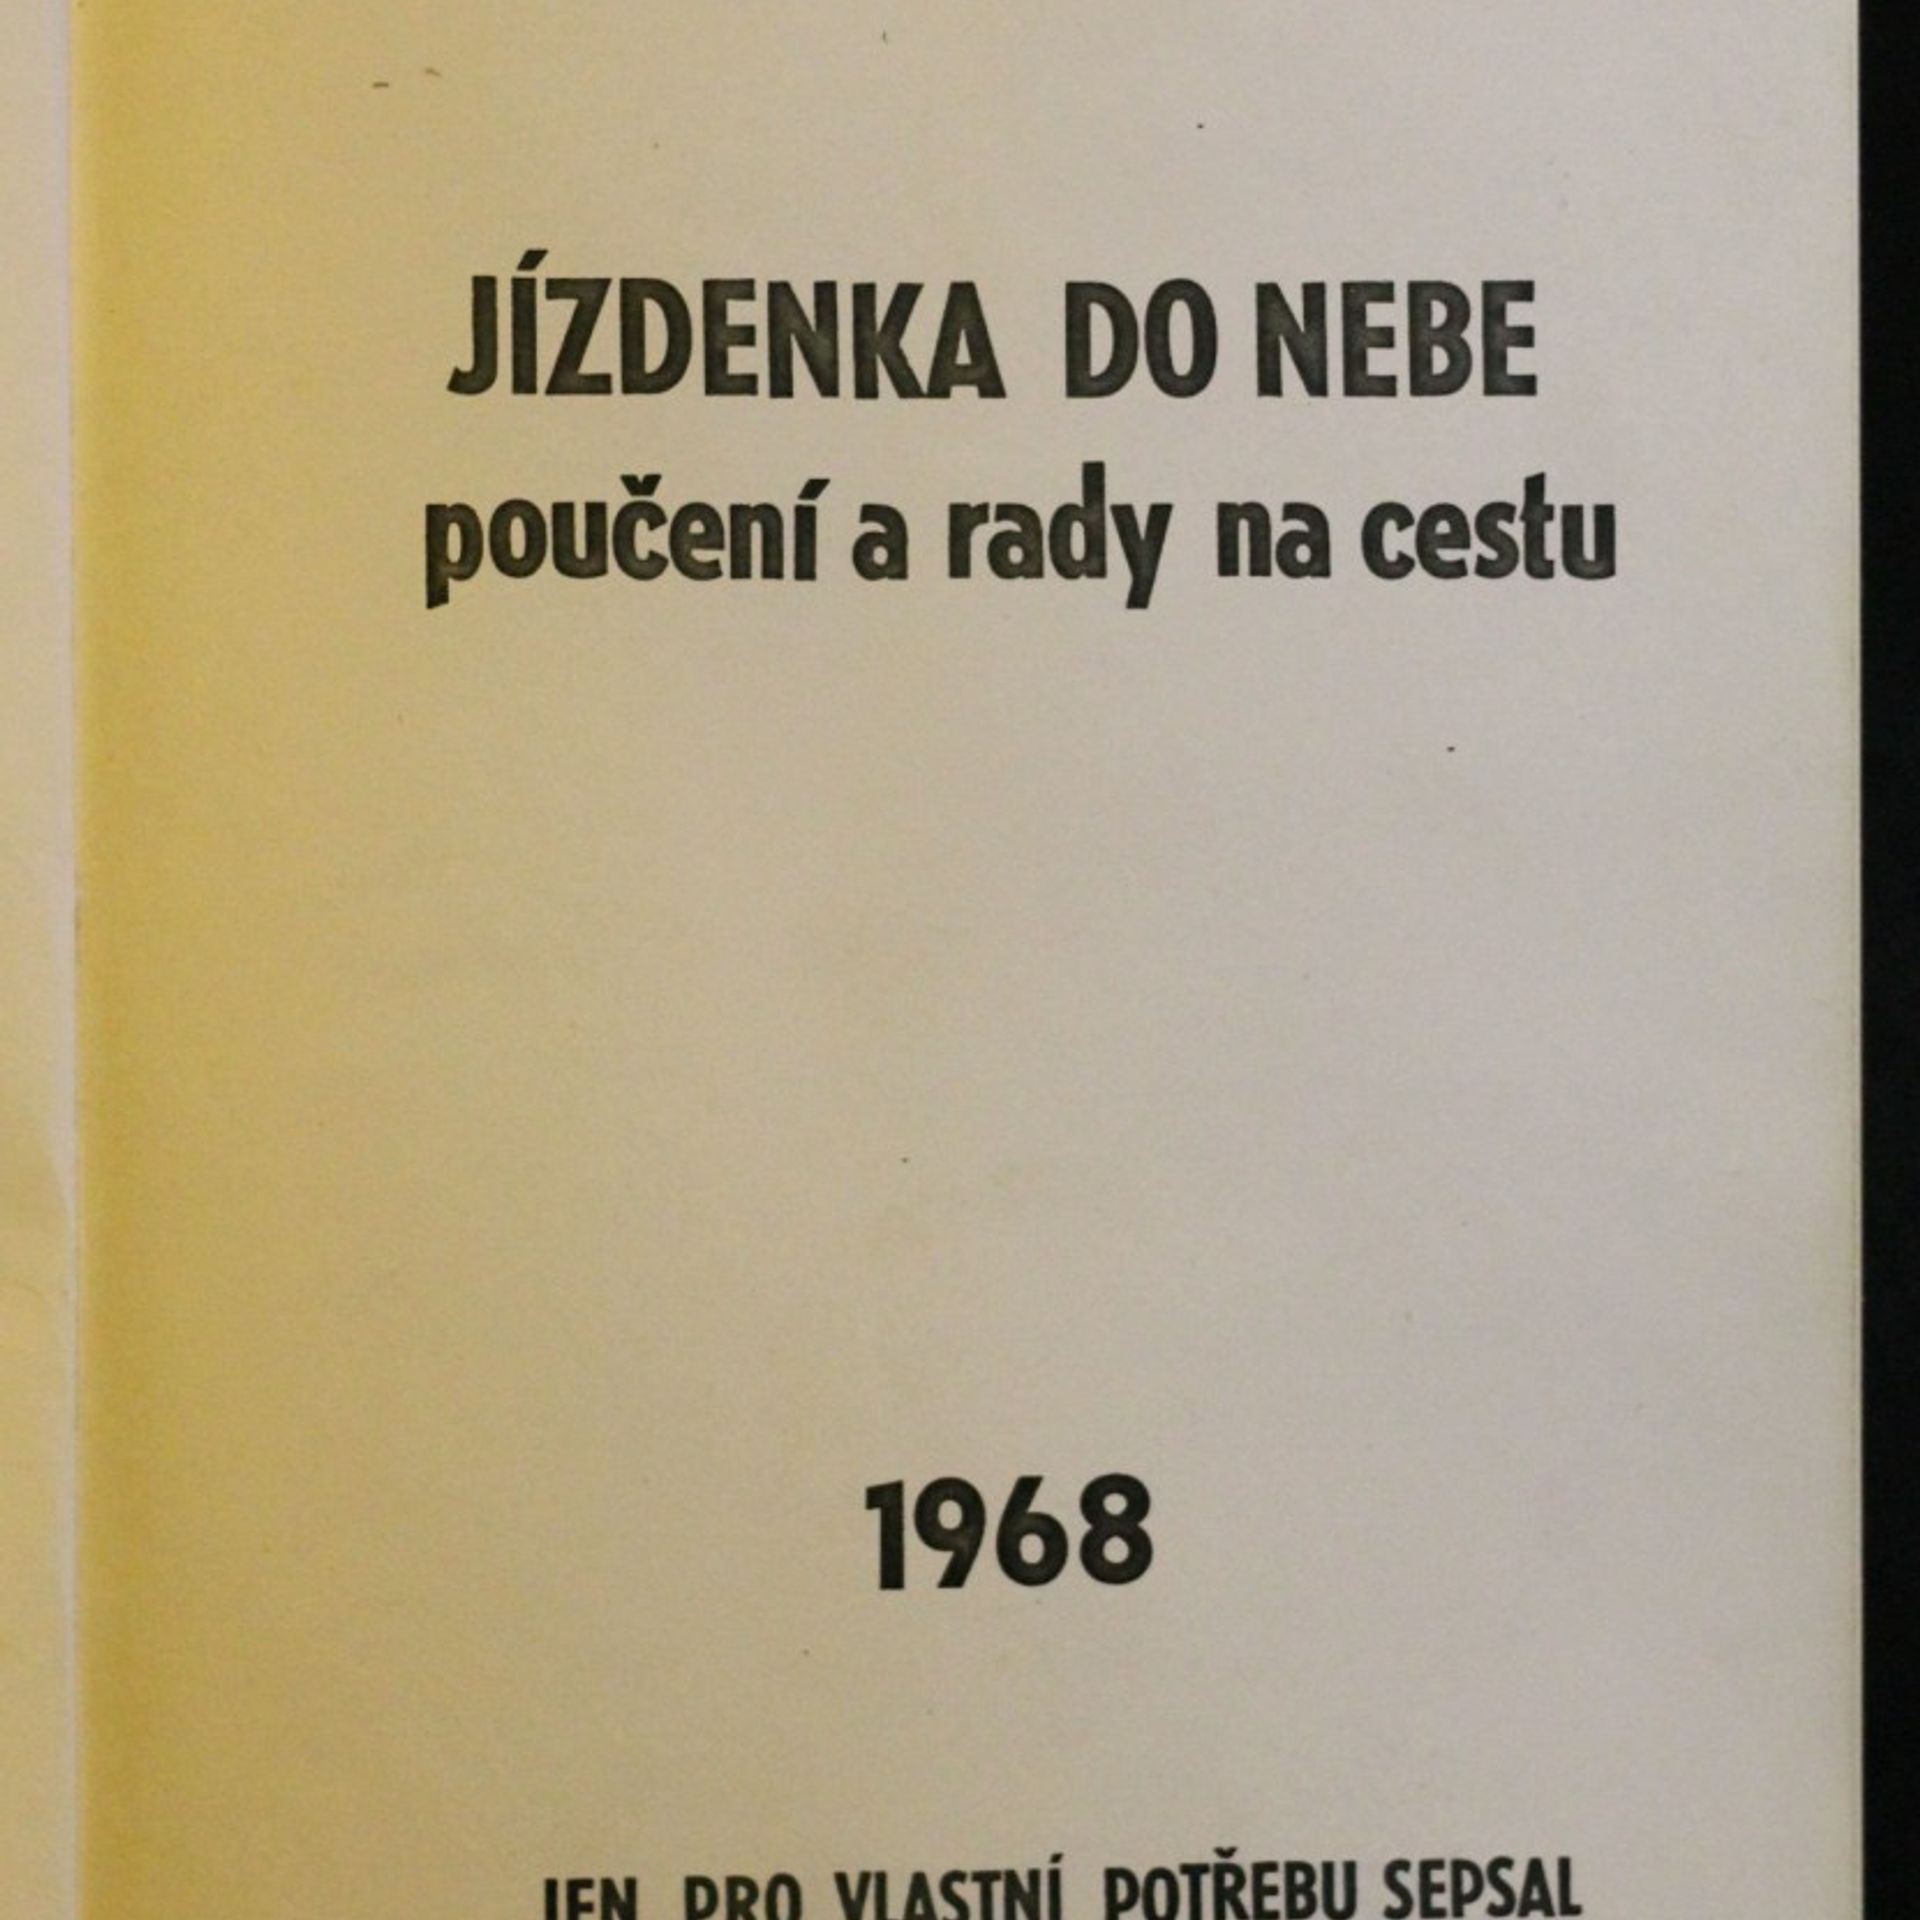 JÍZDENKA DO NEBE
poučení a rady na cestu
1968
JEN PRO VLASTNÍ POTŘEBU SEPSAL